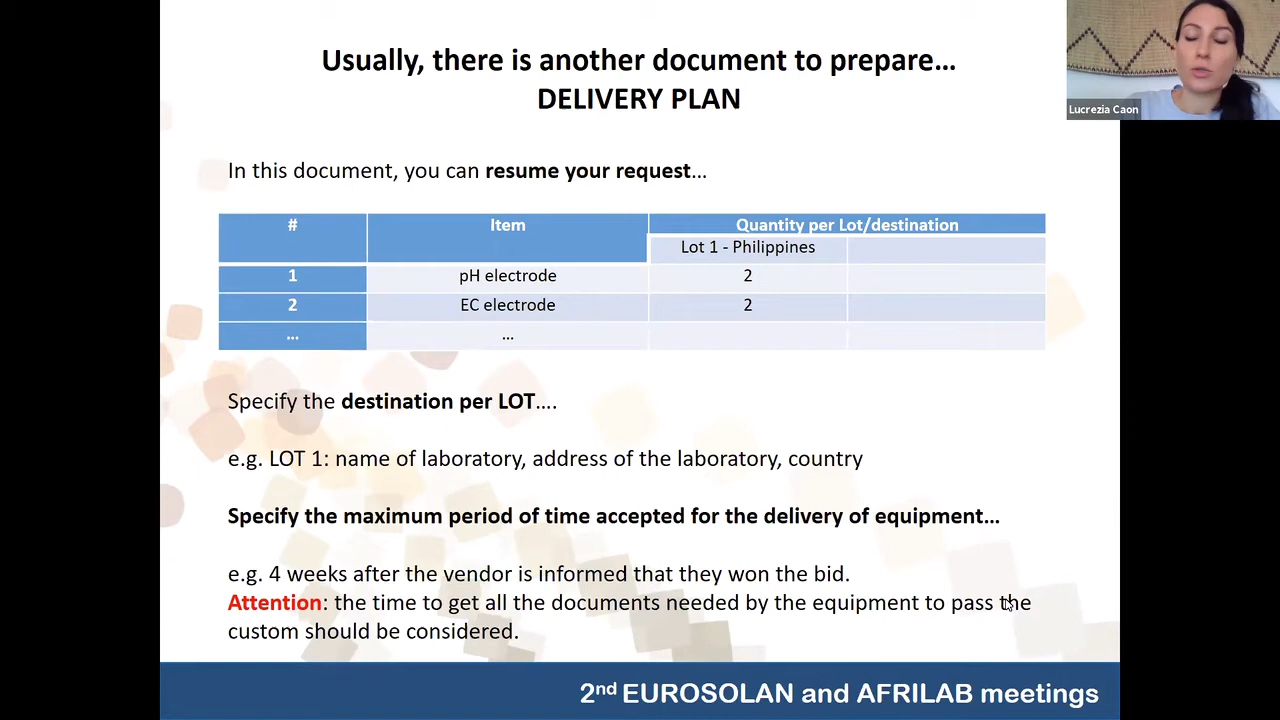 Usually, there is another document to prepare…
DELIVERY PLAN
Lucrezia Caon
In this document, you can resume your request…
# Item Quantity per Lot/destination
Lot 1 - Philippines
1 pH electrode 2
2 EC electrode 2
… …
Specify the destination per LOT….
e.g. LOT 1: name of laboratory, address of the laboratory, country
Specify the maximum period of time accepted for the delivery of equipment…
e.g. 4 weeks after the vendor is informed that they won the bid.
Attention: the time to get all the documents needed by the equipment to pass the
custom should be considered.
2nd EUROSOLAN and AFRILAB meetings